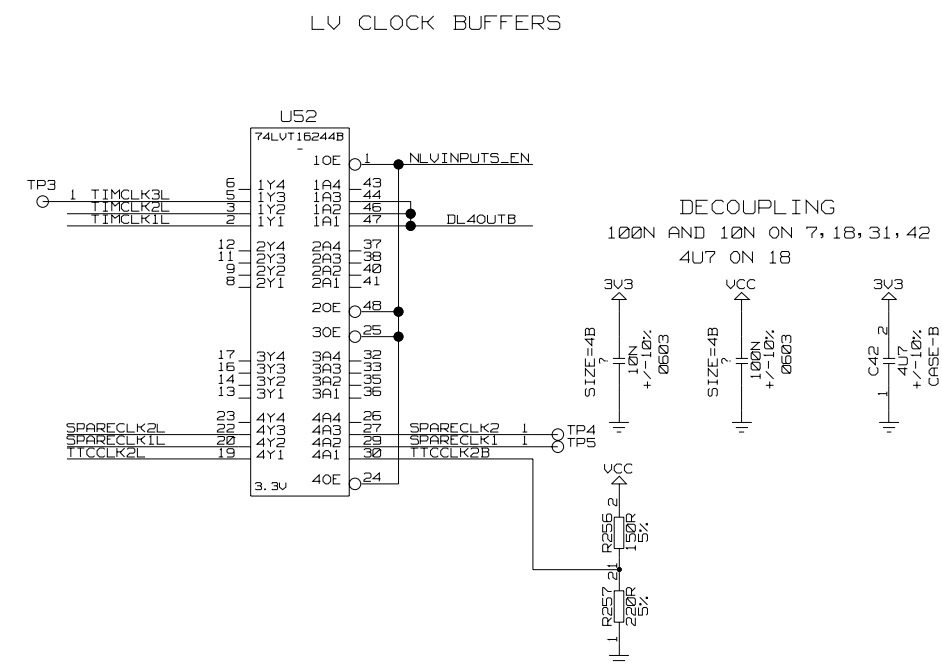 LV CLOCK BUFFERS
U52
74LVT16244B
-
1OE 1 NLVINPUTS_EN
TP3 1 TIMCLK3L
6 1Y4 1A4 43
5 1Y3 1A3 44
TIMCLK2L 3 1Y2 1A2 46
TIMCLK1L 2 1Y1 1A1 47 DL4OUTB
12 2Y4 2A4 37
11 2Y3 2A3 38
9 2Y2 2A2 40
8 2Y1 2A1 41
2OE 48
3OE 25
17 3Y4 3A4 32
16 3Y3 3A3 33
14 3Y2 3A2 35
13 3Y1 3A1 36
23 4Y4 4A4 26
SPARECLK2L 22 4Y3 4A3 27 SPARECLK2 1 TP4
SPARECLK1L 20 4Y2 4A2 29 SPARECLK1 1 TP5
TTCCLK2L 19 4Y1 4A1 30 TTCCLK2B
3.3V 4OE 24
DECOUPLING
100N AND 10N ON 7,18,31,42
4U7 ON 18
3V3
SIZE=4B
?
10N
+/-10%
0603
VCC
SIZE=4B
?
100N
+/-10%
0603
3V3
C42
2
1
4U7
+/-10%
CASE-B
VCC
2
R256
150R
5%
1
2
R257
220R
5%
1